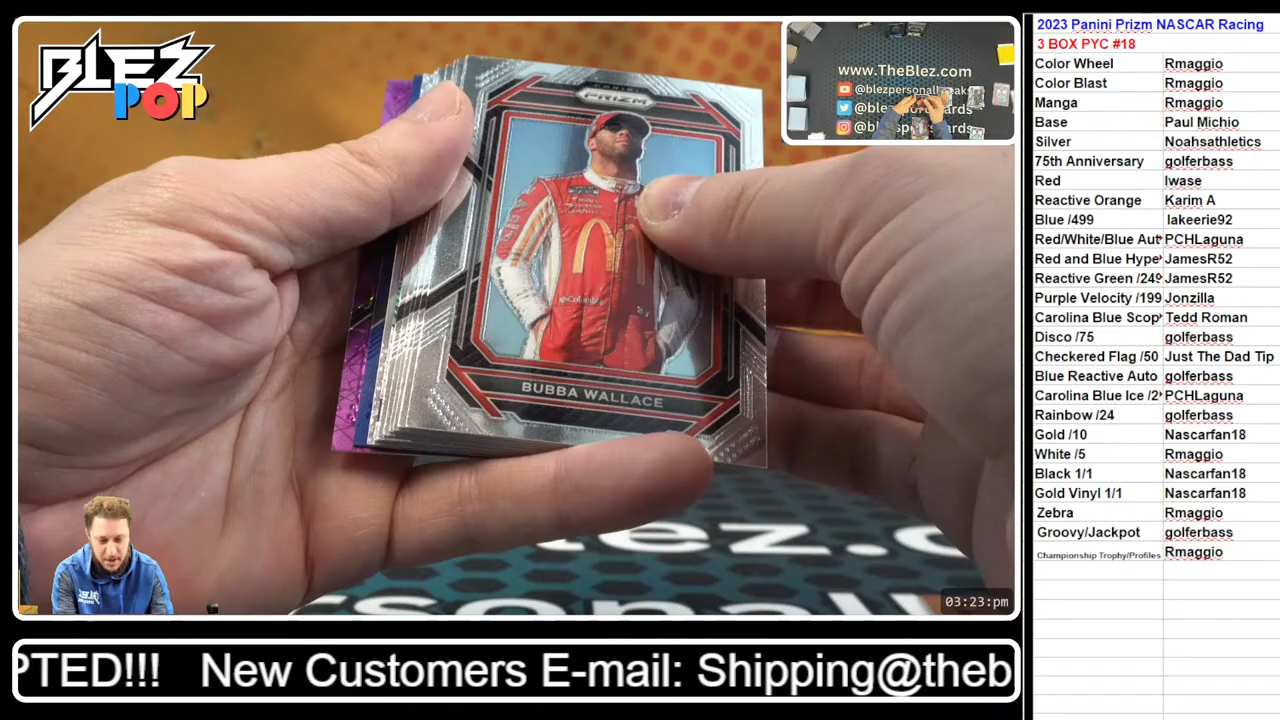 BLEZ
POP
PANINI
PRIZM
@Columbia
BUBBA WALLACE
www.TheBlez.com
03:23:pm
PTED!!! New Customers E-mail: Shipping@theb
2023 Panini Prizm NASCAR Racing
3 BOX PYC #18
Color Wheel Rmaggio
Color Blast Rmaggio
Manga Rmaggio
Base Paul Michio
Silver Noahsathletics
75th Anniversary golferbass
Red Iwase
Reactive Orange Karim A
Blue /499 lakeerie92
Red/White/Blue Aut PCHLaguna
Red and Blue Hype JamesR52
Reactive Green /249 JamesR52
Purple Velocity /199 Jonzilla
Carolina Blue Scop Tedd Roman
Disco /75 golferbass
Checkered Flag /50 Just The Dad Tip
Blue Reactive Auto golferbass
Carolina Blue Ice /2 PCHLaguna
Rainbow /24 golferbass
Gold /10 Nascarfan18
White /5 Rmaggio
Black 1/1 Nascarfan18
Gold Vinyl 1/1 Nascarfan18
Zebra Rmaggio
Groovy/Jackpot golferbass
Championship Trophy/Profiles Rmaggio